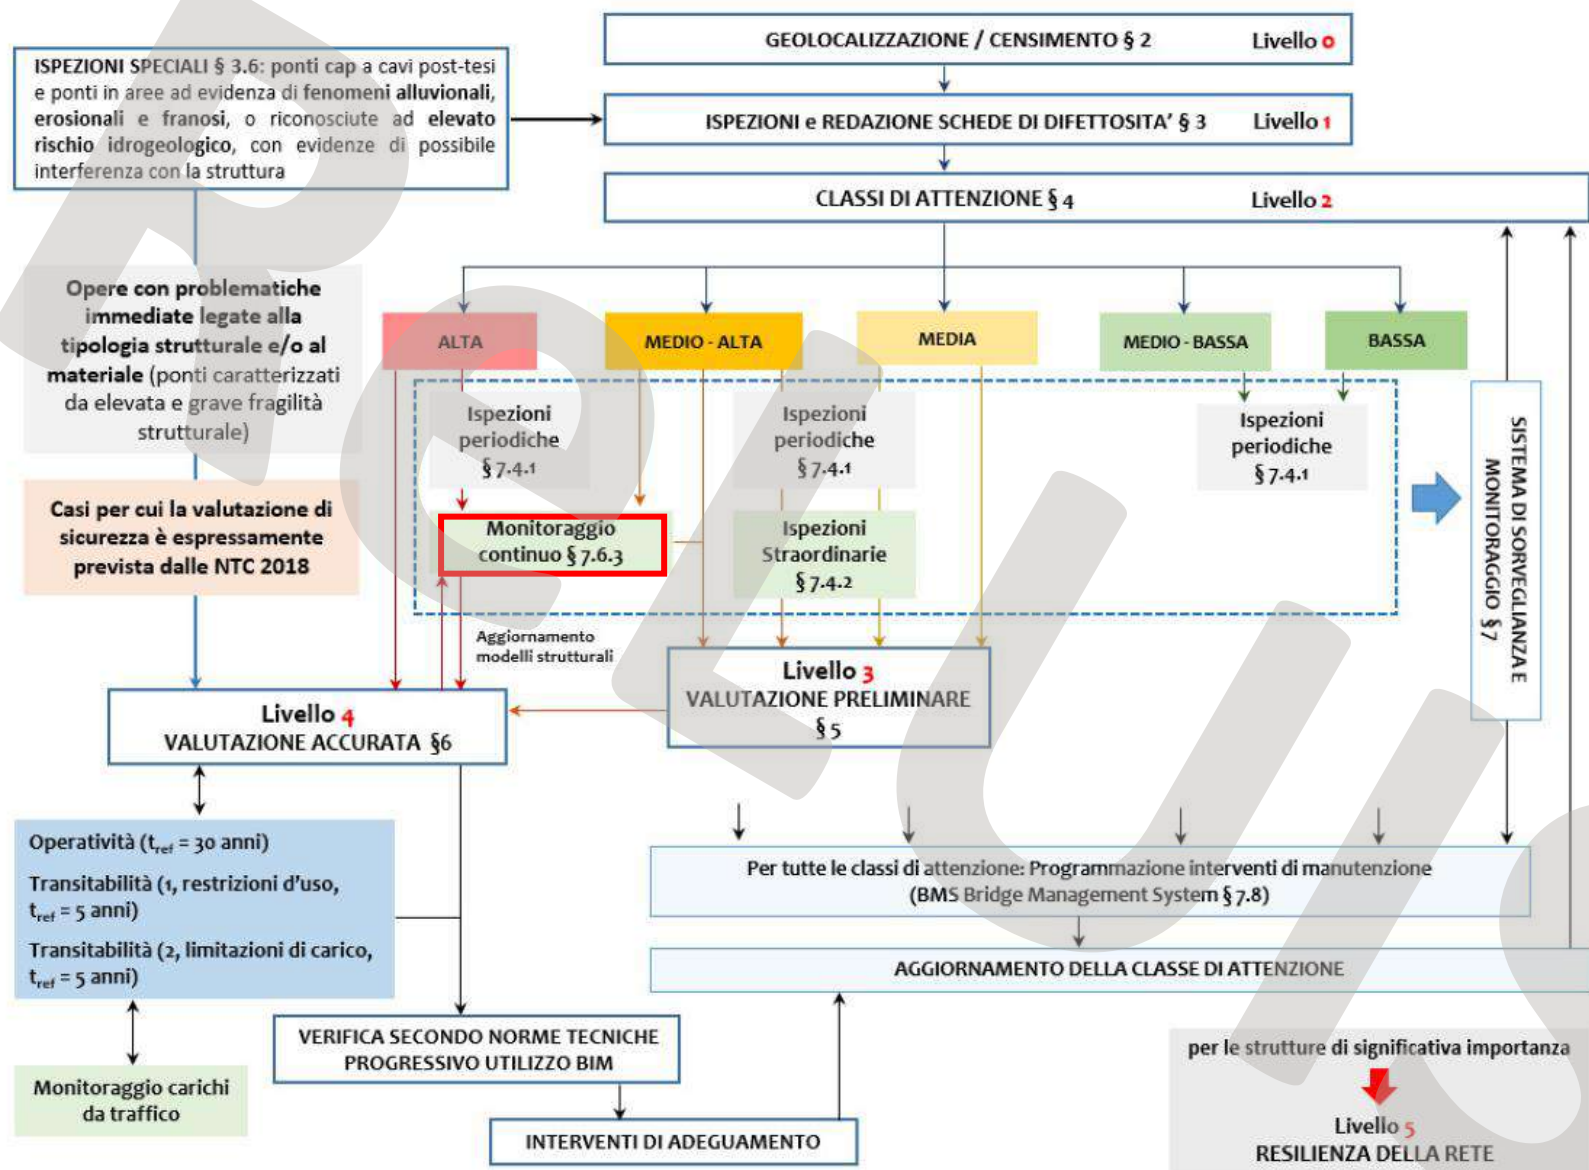 GEOLOCALIZZAZIONE / CENSIMENTO § 2 Livello 0
ISPEZIONI SPECIALI § 3.6: ponti cap a cavi post-tesi
e ponti in aree ad evidenza di fenomeni alluvionali,
erosionali e franosi, o riconosciute ad elevato
rischio idrogeologico, con evidenze di possibile
interferenza con la struttura
ISPEZIONI e REDAZIONE SCHEDE DI DIFETTOSITA’ § 3 Livello 1
CLASSI DI ATTENZIONE § 4 Livello 2
Opere con problematiche
immediate legate alla
tipologia strutturale e/o al
materiale (ponti caratterizzati
da elevata e grave fragilità
strutturale)
ALTA
MEDIO - ALTA
MEDIA
MEDIO - BASSA
BASSA
Ispezioni
periodiche
§ 7.4.1
Ispezioni
periodiche
§ 7.4.1
Ispezioni
periodiche
§ 7.4.1
SISTEMA DI SORVEGLIANZA E
MONITORAGGIO §7
Casi per cui la valutazione di
sicurezza è espressamente
prevista dalle NTC 2018
Monitoraggio
continuo § 7.6.3
Ispezioni
Straordinarie
§ 7.4.2
Aggiornamento
modelli strutturali
Livello 3
VALUTAZIONE PRELIMINARE
§ 5
Livello 4
VALUTAZIONE ACCURATA §6
Operatività (tref = 30 anni)
Transitabilità (1, restrizioni d’uso,
tref = 5 anni)
Transitabilità (2, limitazioni di carico,
tref = 5 anni)
Per tutte le classi di attenzione: Programmazione interventi di manutenzione
(BMS Bridge Management System § 7.8)
AGGIORNAMENTO DELLA CLASSE DI ATTENZIONE
VERIFICA SECONDO NORME TECNICHE
PROGRESSIVO UTILIZZO BIM
Monitoraggio carichi
da traffico
INTERVENTI DI ADEGUAMENTO
per le strutture di significativa importanza
Livello 5
RESILIENZA DELLA RETE
ReLUIS